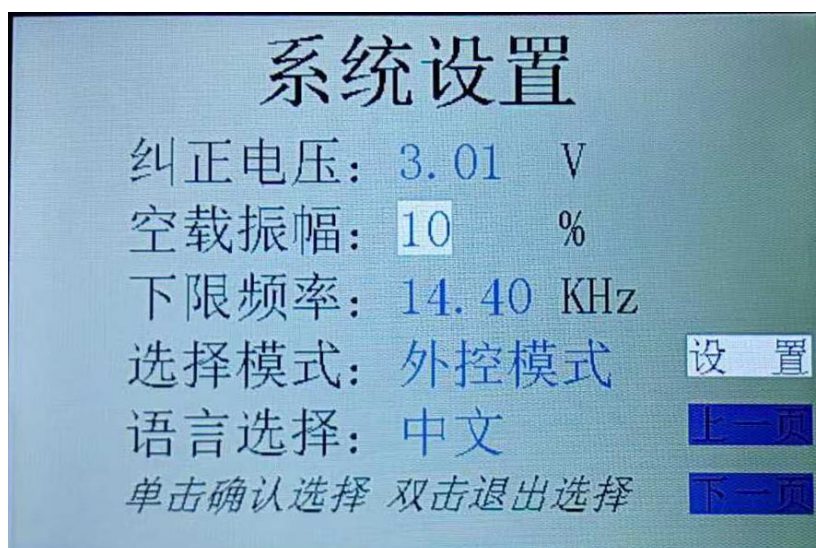 系统设置
纠正电压: 3.01 V
空载振幅: 10 %
下限频率: 14.40 KHz
选择模式: 外控模式 设 置
语言选择: 中文 上一页
单击确认选择 双击退出选择 下一页